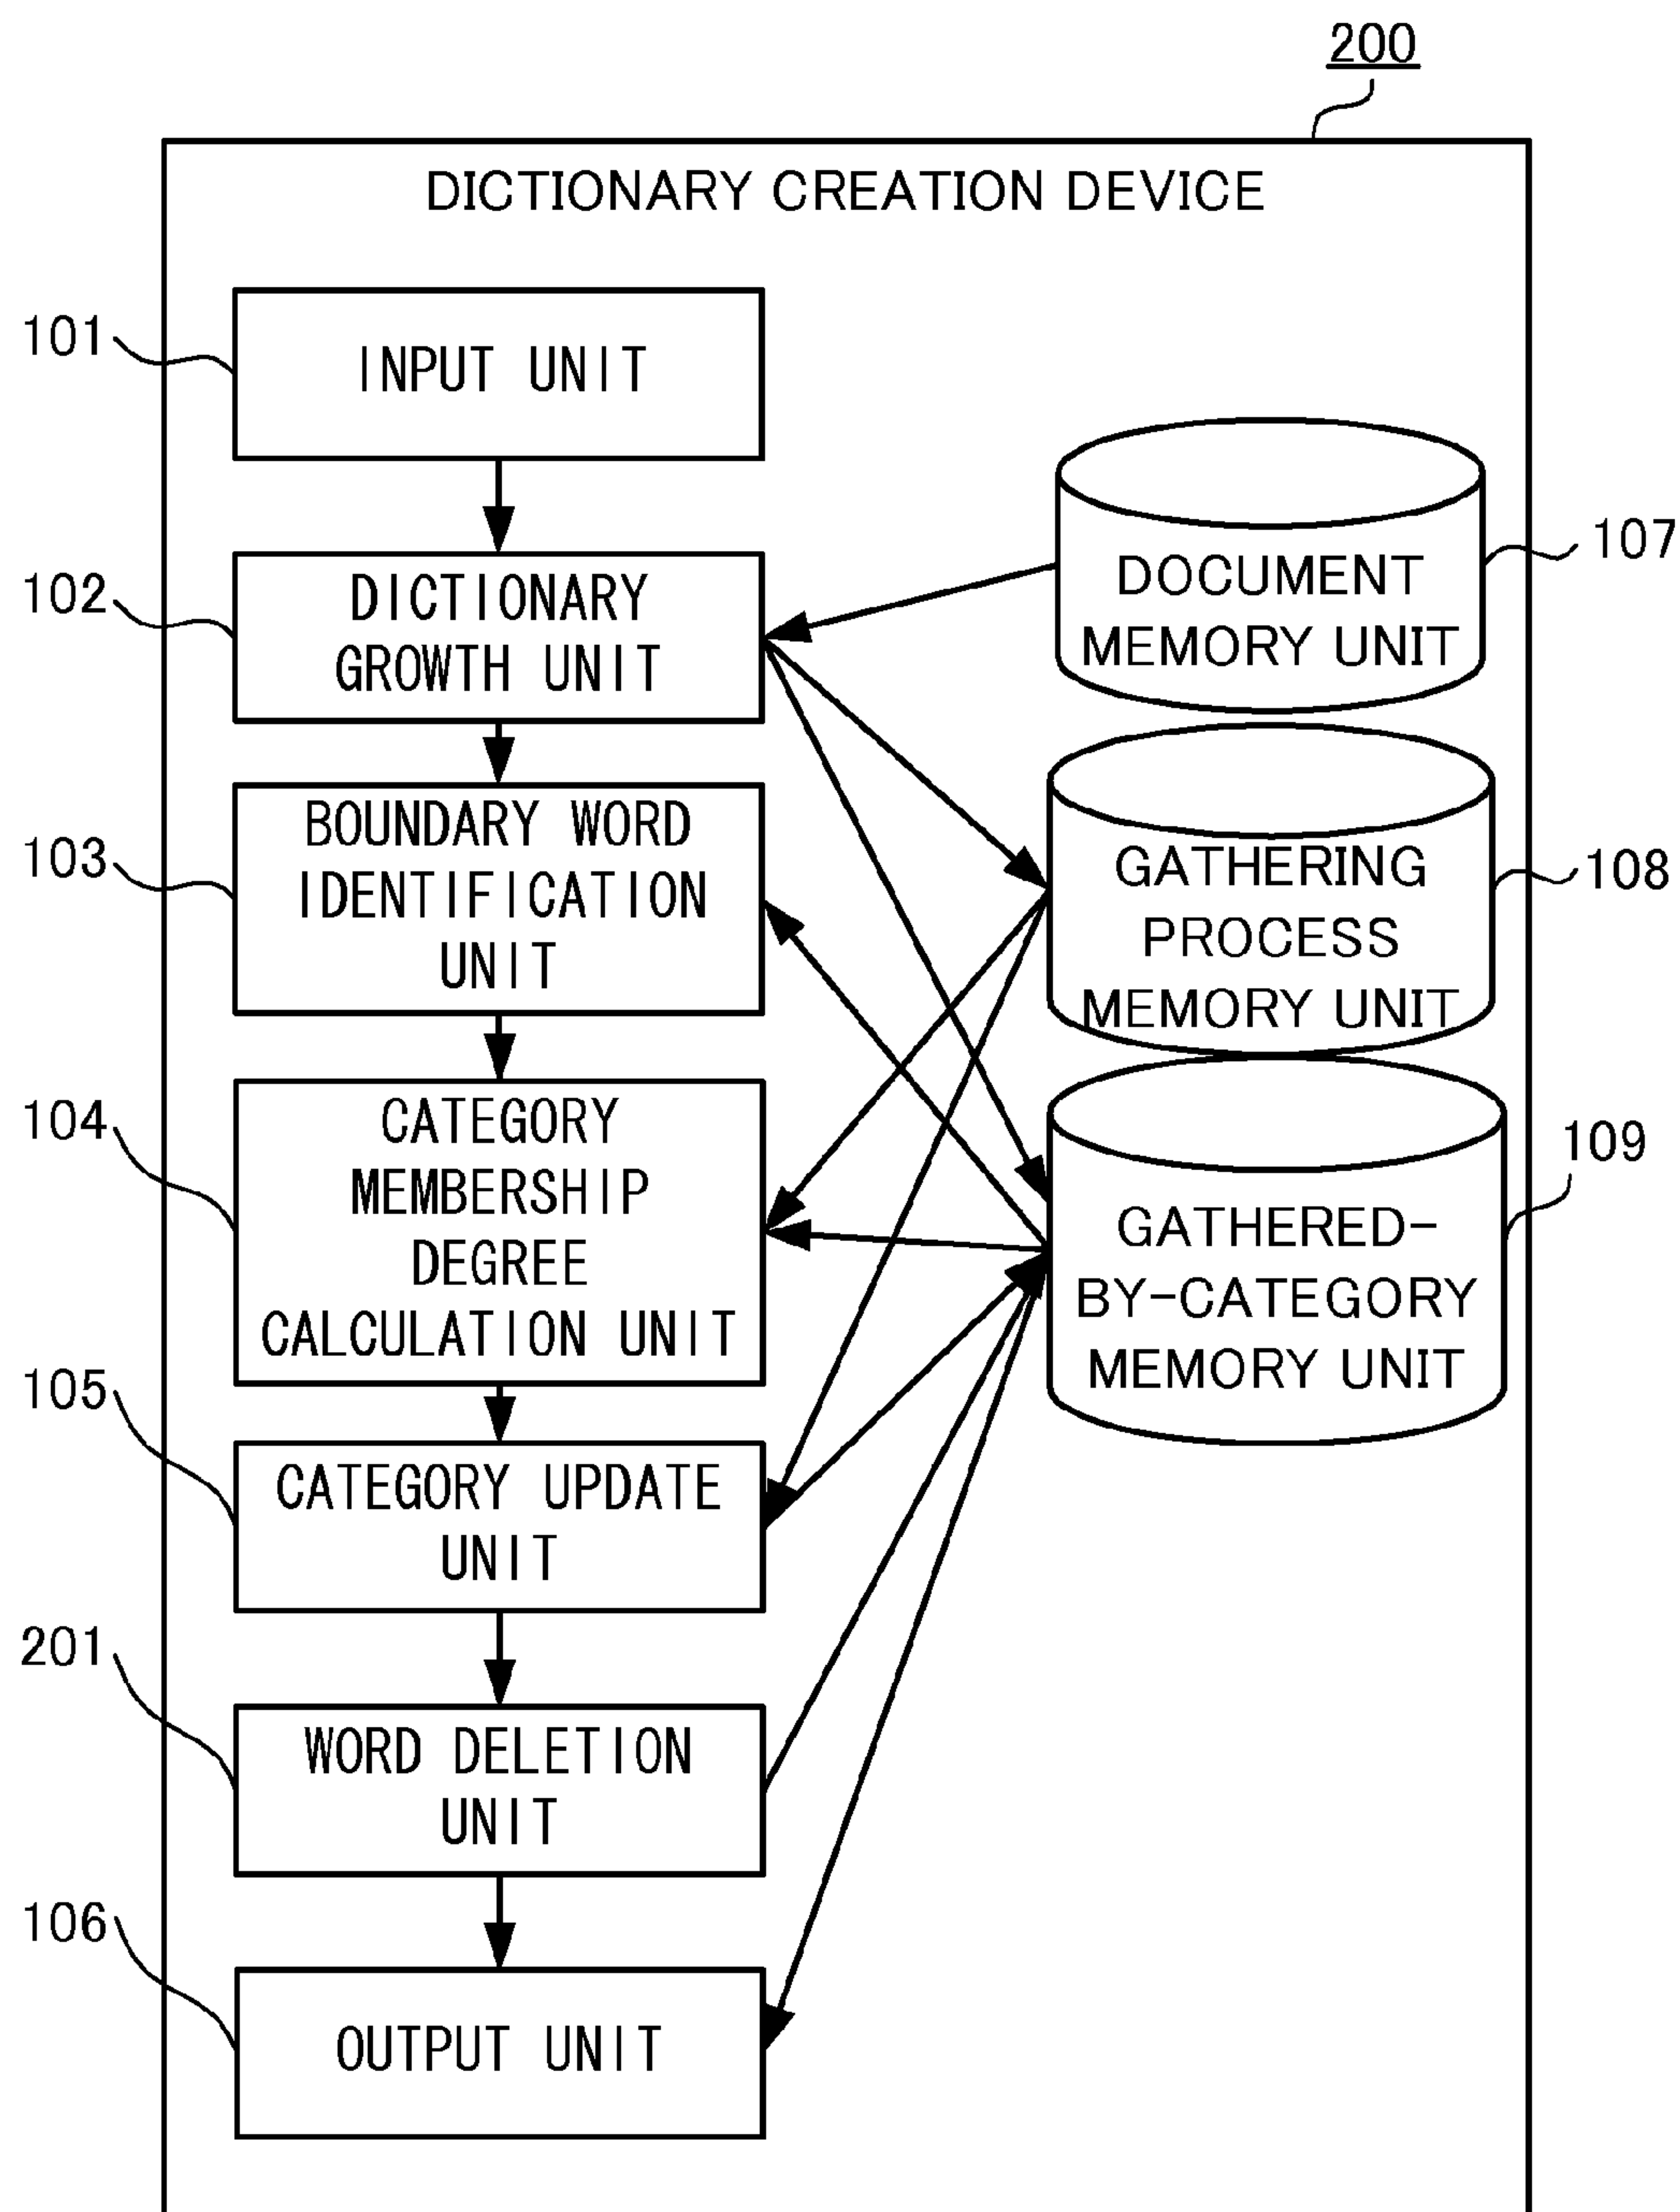 200
DICTIONARY CREATION DEVICE
101
INPUT UNIT
102
DICTIONARY
GROWTH UNIT
103
BOUNDARY WORD
IDENTIFICATION
UNIT
104
CATEGORY
MEMBERSHIP
DEGREE
CALCULATION UNIT
105
CATEGORY UPDATE
UNIT
201
WORD DELETION
UNIT
106
OUTPUT UNIT
DOCUMENT
MEMORY UNIT
107
GATHERING
PROCESS
MEMORY UNIT
108
GATHERED-
BY-CATEGORY
MEMORY UNIT
109